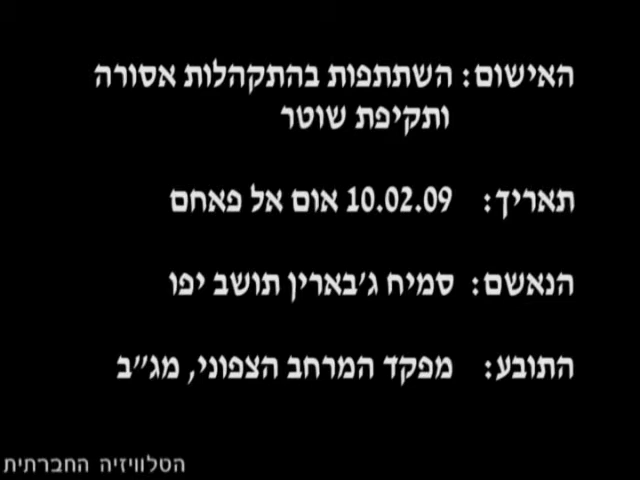 האישום: השתתפות בהתקהלות אסורה
ותקיפת שוטר
תאריך: 10.02.09 אום אל פאחם
הנאשם: סמיח ג'בארין תושב יפו
התובע: מפקד המרחב הצפוני, מג"ב
הטלוויזיה החברתית